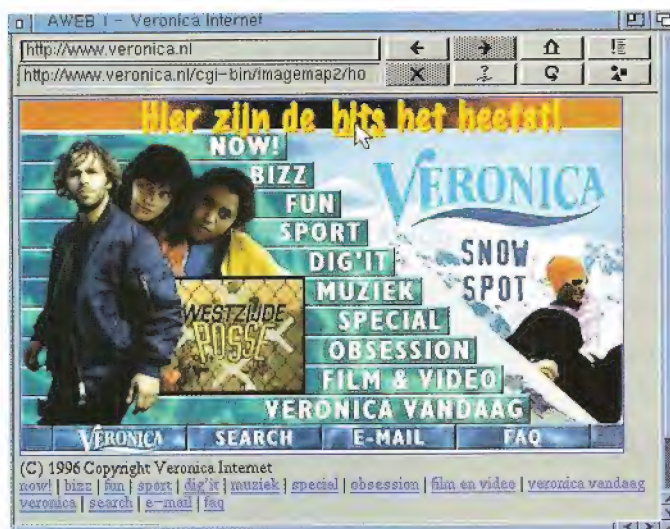 AWEB I - Veronica Internet
http://www.veronica.nl
http://www.veronica.nl/cgi-bin/imagemap2/ho
Hier zijn de hits het heetst!
NOW!
BIZZ
FUN
SPORT
DIG'IT
MUZIEK
SPECIAL
OBSESSION
FILM & VIDEO
VERONICA VANDAAG
VERONICA
SNOW
SPOT
WESTZIJDE
POSSE
VERONICA SEARCH E-MAIL FAQ
(C) 1996 Copyright Veronica Internet
now! | bizz | fun | sport | dig'it | muziek | special | obsession | film en video | veronica vandaag
veronica | search | e-mail | faq